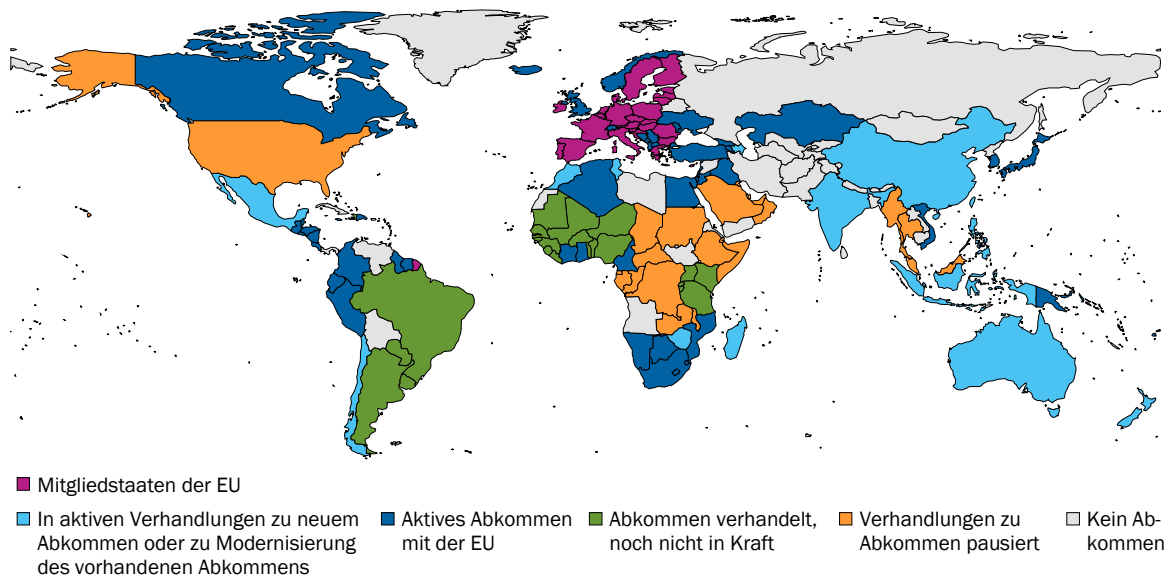 Mitgliedstaaten der EU
In aktiven Verhandlungen zu neuem
Abkommen oder zu Modernisierung
des vorhandenen Abkommens
Aktives Abkommen
mit der EU
Abkommen verhandelt,
noch nicht in Kraft
Verhandlungen zu
Abkommen pausiert
Kein Ab-
kommen